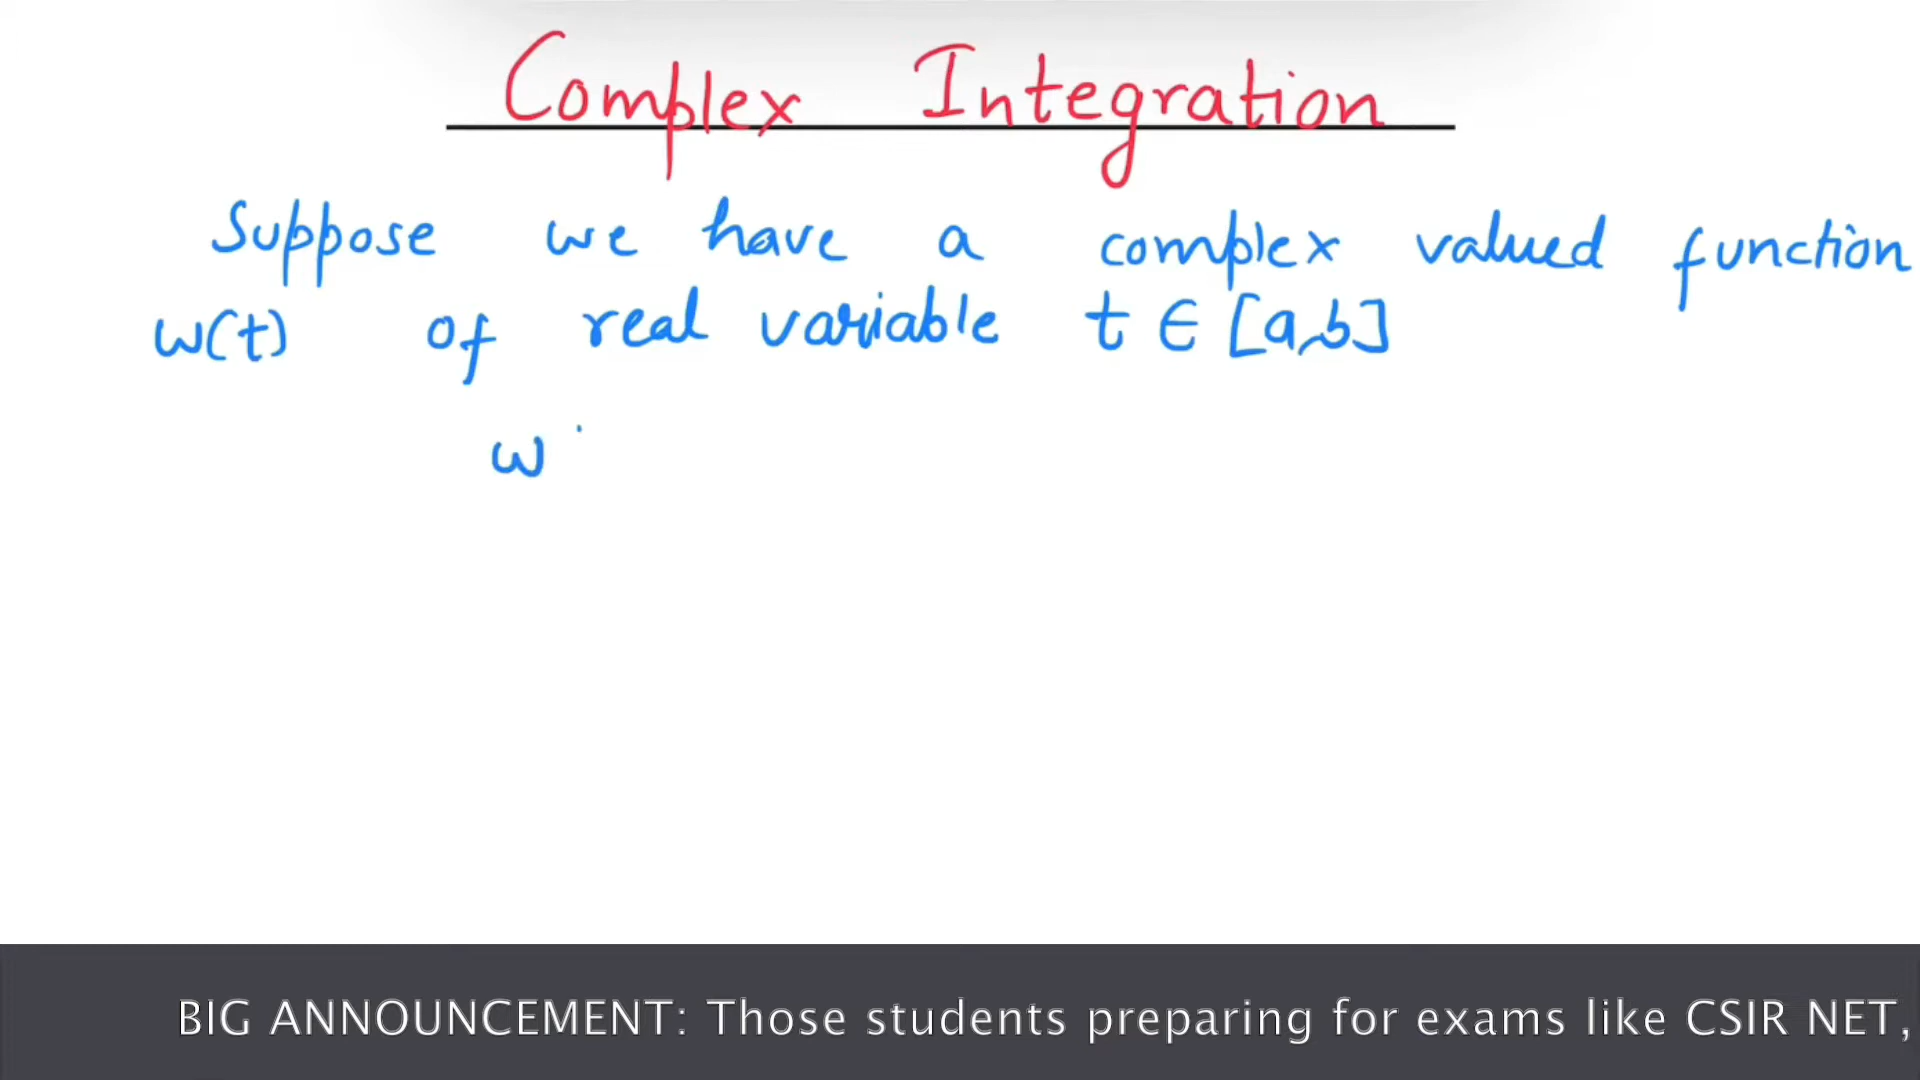 Complex Integration
Suppose we have a complex valued function
w(t) of real variable t ∈ [a,b]
w
BIG ANNOUNCEMENT: Those students preparing for exams like CSIR NET,